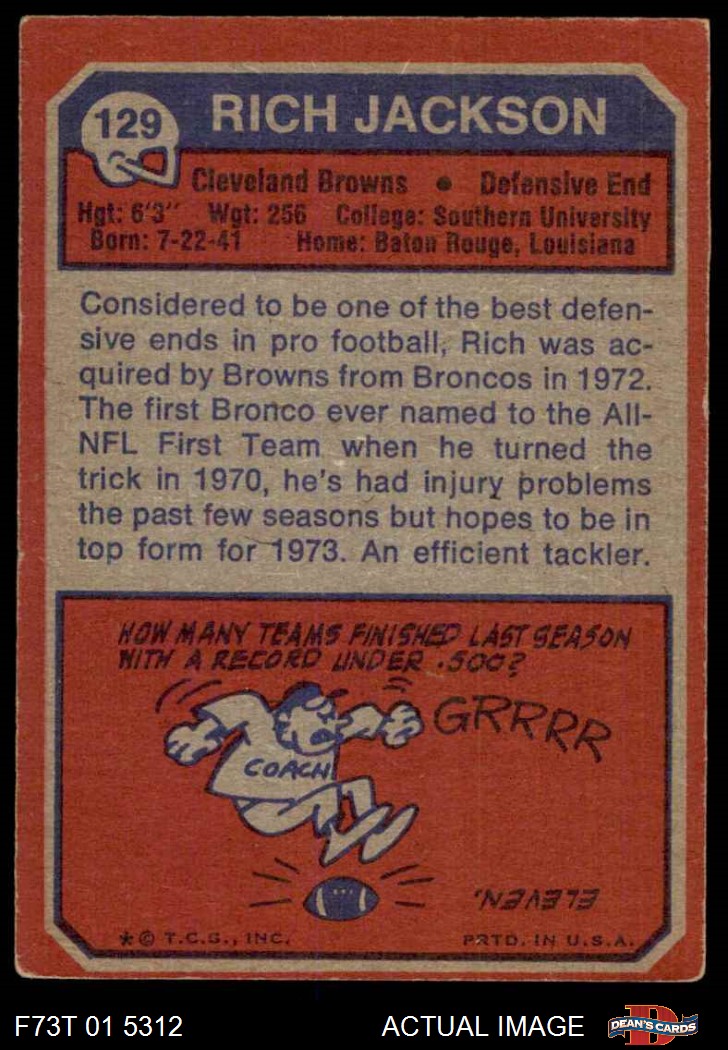 129
RICH JACKSON
Cleveland Browns • Defensive End
Hgt: 6'3" Wgt: 256 College: Southern University
Born: 7-22-41 Home: Baton Rouge, Louisiana
Considered to be one of the best defen-
sive ends in pro football, Rich was ac-
quired by Browns from Broncos in 1972.
The first Bronco ever named to the All-
NFL First Team when he turned the
trick in 1970, he's had injury problems
the past few seasons but hopes to be in
top form for 1973. An efficient tackler.
HOW MANY TEAMS FINISHED LAST SEASON
WITH A RECORD UNDER .500?
GRRRR
COACH
ELEVEN.
* © T.C.G., INC. PRTD. IN U.S.A.
F73T 01 5312 ACTUAL IMAGE D DEAN'S CARDS